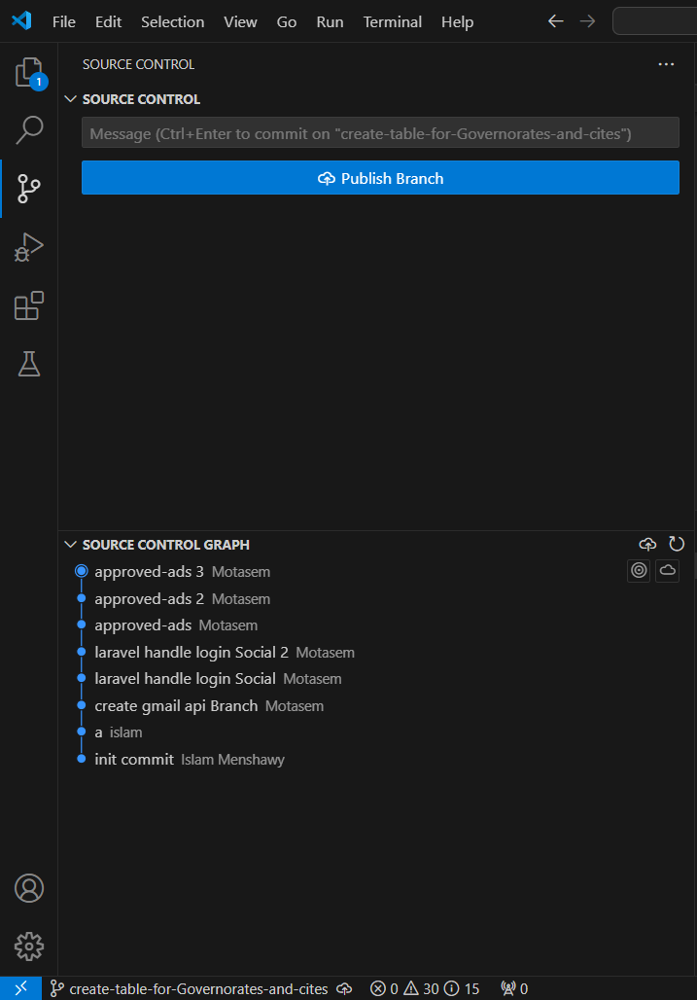 File Edit Selection View Go Run Terminal Help
SOURCE CONTROL
1
SOURCE CONTROL
Message (Ctrl+Enter to commit on "create-table-for-Governorates-and-cites")
Publish Branch
SOURCE CONTROL GRAPH
approved-ads 3 Motasem
approved-ads 2 Motasem
approved-ads Motasem
laravel handle login Social 2 Motasem
laravel handle login Social Motasem
create gmail api Branch Motasem
a islam
init commit Islam Menshawy
create-table-for-Governorates-and-cites 0 30 15 0